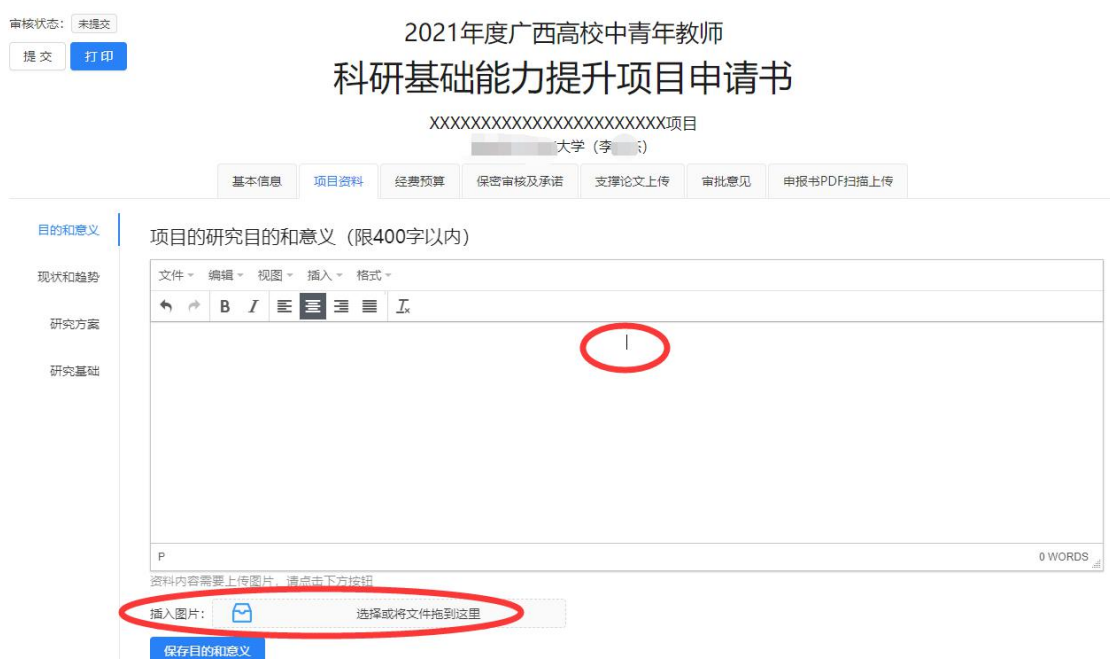 审核状态： 未提交
提 交 打 印
2021年度广西高校中青年教师
科研基础能力提升项目申请书
XXXXXXXXXXXXXXXXXXXXXXX项目
大学（李
基本信息 项目资料 经费预算 保密审核及承诺 支撑论文上传 审批意见 申报书PDF扫描上传
目的和意义
现状和趋势
研究方案
研究基础
项目的研究目的和意义（限400字以内）
文件 编辑 视图 插入 格式
B I
P 0 WORDS
资料内容需要上传图片，请点击下方按钮
插入图片： 选择或将文件拖到这里
保存目的和意义